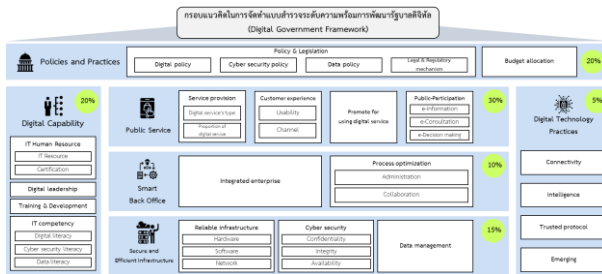 กรอบแนวคิดในการจัดทำแบบสำรวจระดับความพร้อมการพัฒนารัฐบาลดิจิทัล
(Digital Government Framework)
Policies and Practices
Policy & Legislation
Digital policy
Cyber security policy
Data policy
Legal & Regulatory
mechanism
Budget allocation
20%
20%
Digital Capability
IT Human Resource
IT Resource
Certification
Digital leadership
Training & Development
IT competency
Digital literacy
Cyber security literacy
Data literacy
Public Service
Service provision
Digital service's type
Proportion of
digital service
Customer experience
Usability
Channel
Promote for
using digital service
Public-Participation
e-Information
e-Consultation
e-Decision making
30%
Smart
Back Office
Integrated enterprise
Process optimization
Administration
Collaboration
10%
Secure and
Efficient Infrastructure
Reliable infrastructure
Hardware
Software
Network
Cyber security
Confidentiality
Integrity
Availability
Data management
15%
5%
Digital Technology
Practices
Connectivity
Intelligence
Trusted protocol
Emerging